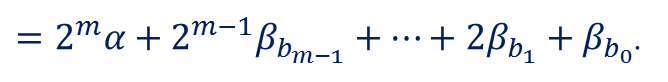 = 2^m α + 2^{m−1} β_{b_{m−1}} + ⋯ + 2β_{b_1} + β_{b_0}.